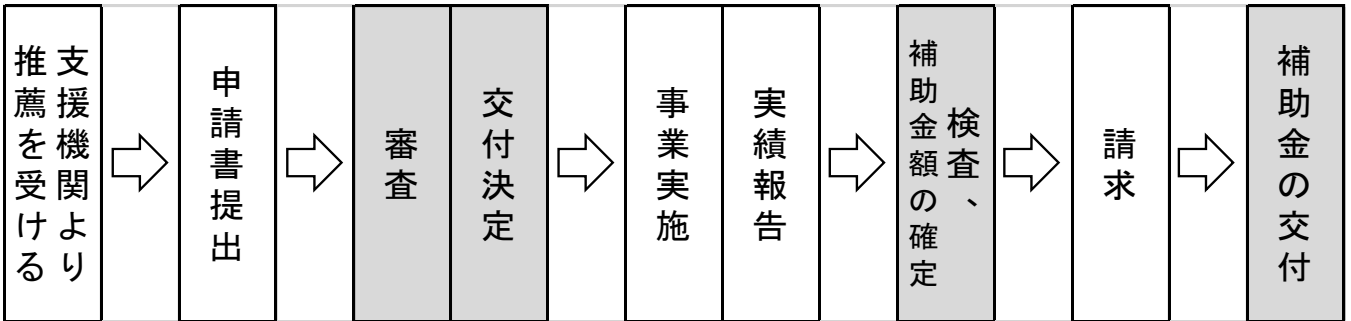 支援機関より
推薦を受ける
申請書提出
審査
交付決定
事業実施
実績報告
検査、
補助金額の確定
請求
補助金の交付